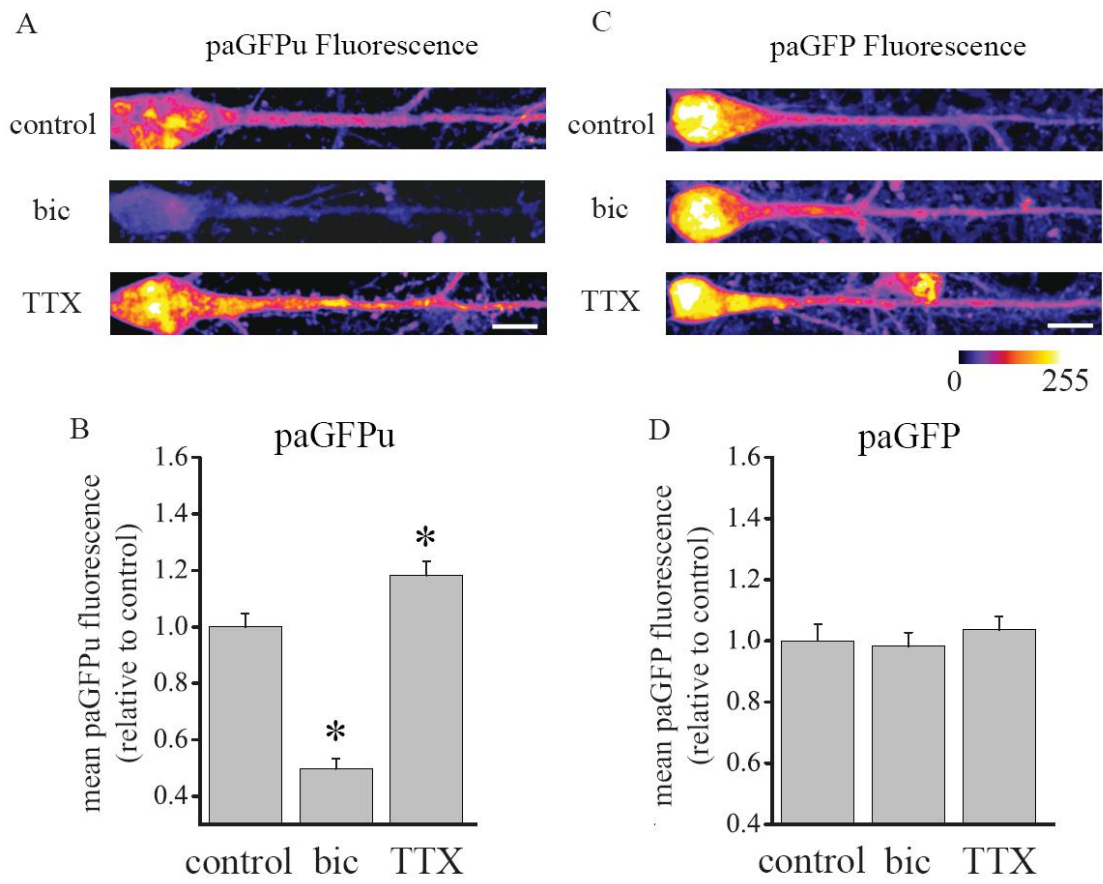 A
paGFPu Fluorescence
control
bic
TTX
C
paGFP Fluorescence
control
bic
TTX
0 255
B
paGFPu
mean paGFPu fluorescence
(relative to control)
1.6
1.4
1.2
1.0
0.8
0.6
0.4
*
*
control bic TTX
D
paGFP
mean paGFP fluorescence
(relative to control)
1.6
1.4
1.2
1.0
0.8
0.6
0.4
control bic TTX